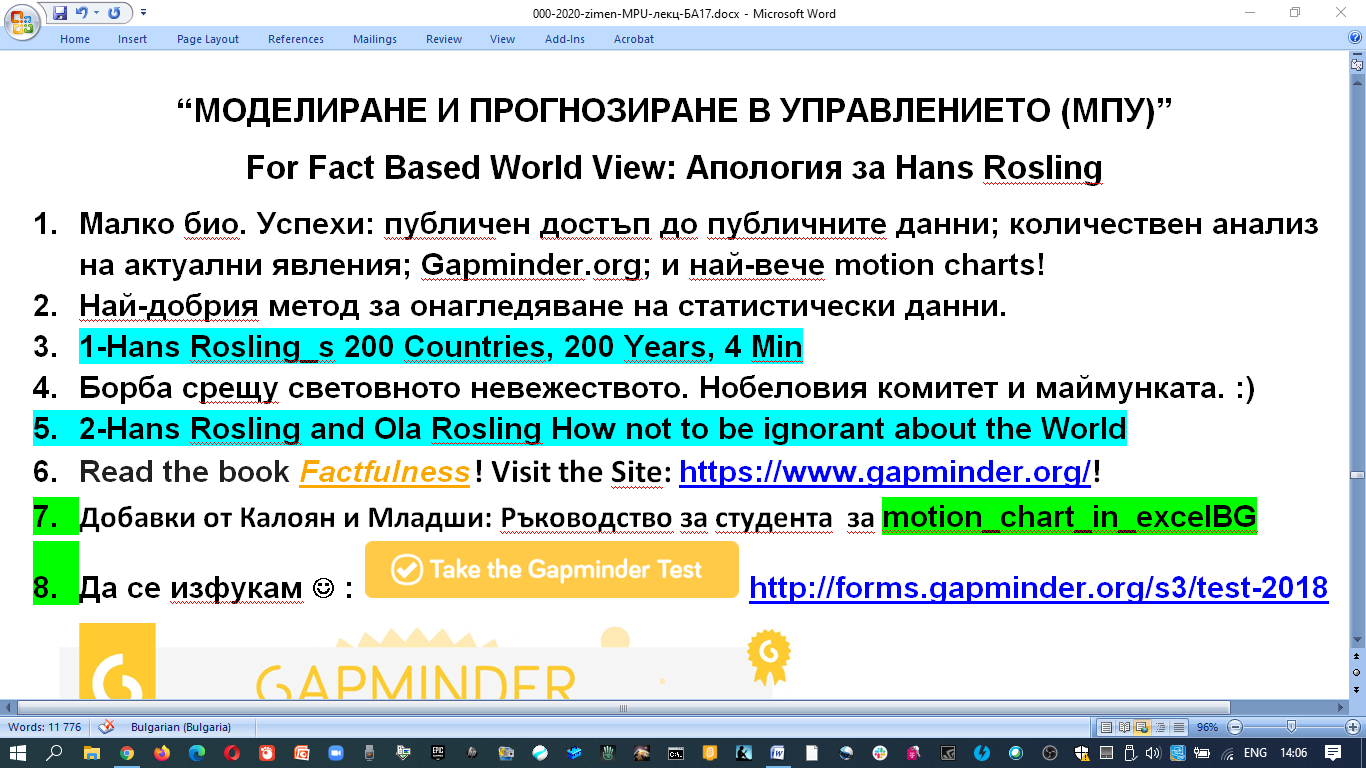 000-2020-zimen-MPU-лекц-БА17.docx - Microsoft Word
Home Insert Page Layout References Mailings Review View Add-Ins Acrobat
“МОДЕЛИРАНЕ И ПРОГНОЗИРАНЕ В УПРАВЛЕНИЕТО (МПУ)”
For Fact Based World View: Апология за Hans Rosling
1. Малко био. Успехи: публичен достъп до публичните данни; количествен анализ
на актуални явления; Gapminder.org; и най-вече motion charts!
2. Най-добрия метод за онагледяване на статистически данни.
3. 1-Hans Rosling_s 200 Countries, 200 Years, 4 Min
4. Борба срещу световното невежеството. Нобеловия комитет и маймунката. :)
5. 2-Hans Rosling and Ola Rosling How not to be ignorant about the World
6. Read the book Factfulness! Visit the Site: https://www.gapminder.org/!
7. Добавки от Калоян и Младши: Ръководство за студента за motion_chart_in_excelBG
8. Да се изфукам ☺ : Take the Gapminder Test http://forms.gapminder.org/s3/test-2018
GAPMINDER
Words: 11 776 Bulgarian (Bulgaria) 96%
ENG 14:06